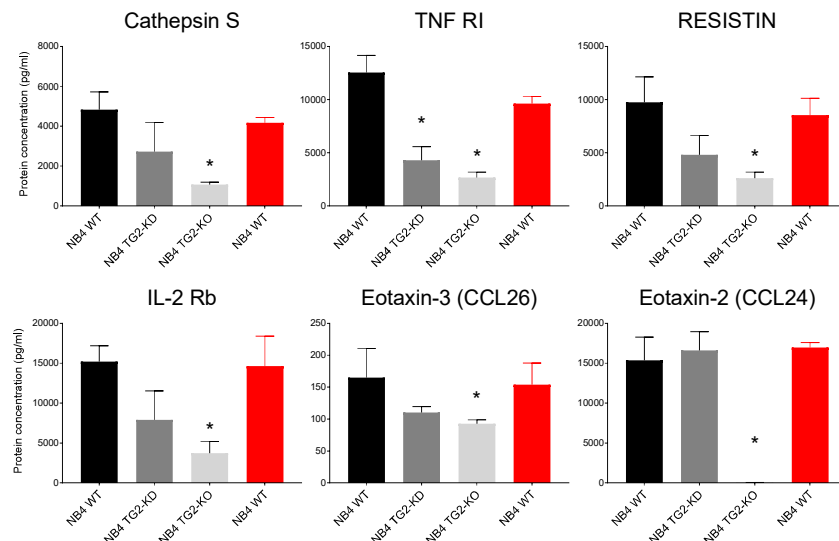 Cathepsin S
TNF RI
RESISTIN
Protein concentration (pg/ml)
8000
6000
4000
2000
0
*
NB4 WT
NB4 TG2-KD
NB4 TG2-KO
NB4 WT
15000
10000
5000
0
*
*
NB4 WT
NB4 TG2-KD
NB4 TG2-KO
NB4 WT
15000
10000
5000
0
*
NB4 WT
NB4 TG2-KD
NB4 TG2-KO
NB4 WT
IL-2 Rb
Eotaxin-3 (CCL26)
Eotaxin-2 (CCL24)
Protein concentration (pg/ml)
20000
15000
10000
5000
0
*
NB4 WT
NB4 TG2-KD
NB4 TG2-KO
NB4 WT
250
200
150
100
50
0
*
NB4 WT
NB4 TG2-KD
NB4 TG2-KO
NB4 WT
20000
15000
10000
5000
0
*
NB4 WT
NB4 TG2-KD
NB4 TG2-KO
NB4 WT